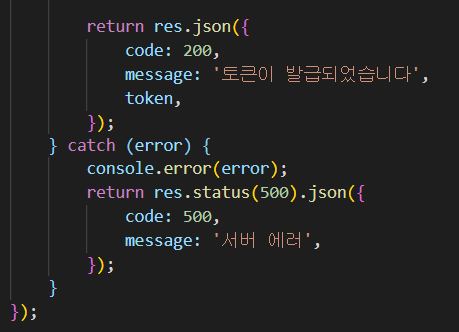 return res.json({
code: 200,
message: '토큰이 발급되었습니다',
token,
});
} catch (error) {
console.error(error);
return res.status(500).json({
code: 500,
message: '서버 에러',
});
}
});